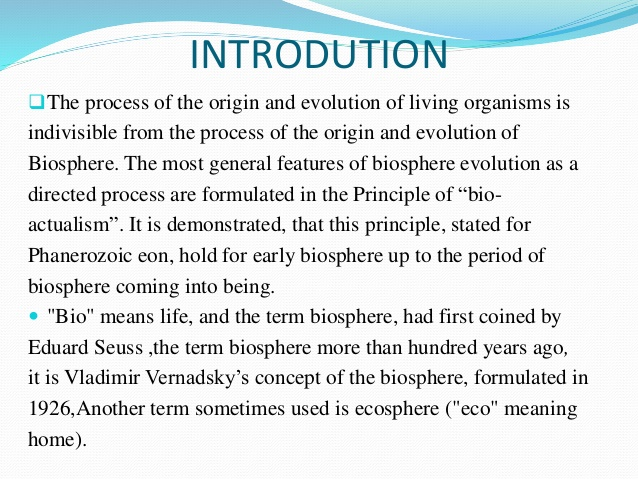 INTRODUTION
❑The process of the origin and evolution of living organisms is
indivisible from the process of the origin and evolution of
Biosphere. The most general features of biosphere evolution as a
directed process are formulated in the Principle of “bio-
actualism”. It is demonstrated, that this principle, stated for
Phanerozoic eon, hold for early biosphere up to the period of
biosphere coming into being.
• "Bio" means life, and the term biosphere, had first coined by
Eduard Seuss ,the term biosphere more than hundred years ago,
it is Vladimir Vernadsky’s concept of the biosphere, formulated in
1926,Another term sometimes used is ecosphere ("eco" meaning
home).